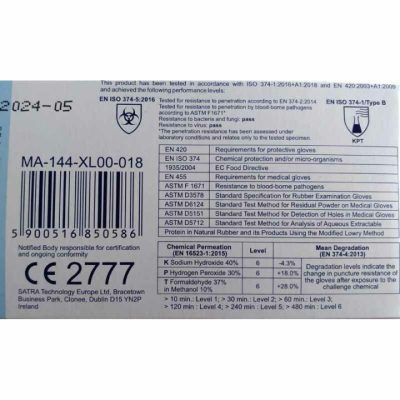 This product has been tested in accordance with ISO 374-1:2016+A1:2018 and EN 420:2003+A1:2009
and achieved the following performance levels:
2024-05
EN ISO 374-5:2016
Tested for resistance to penetration according to EN 374-2:2014
Tested for resistance to penetration by blood-borne pathogens
according to ASTM F1671*
Resistance to bacteria and fungi: pass
Resistance to virus: pass
*The penetration resistance has been assessed under
laboratory conditions and relates only to the tested specimen.
EN ISO 374-1/Type B
KPT
MA-144-XL00-018
5 900516 850586
EN 420 Requirements for protective gloves
EN ISO 374 Chemical protection and/or micro-organisms
1935/2004 EC Food Directive
EN 455 Requirements for medical gloves
ASTM F 1671 Resistance to blood-borne pathogens
ASTM D3578 Standard Specification for Rubber Examination Gloves
ASTM D6124 Standard Test Method for Residual Powder on Medical Gloves
ASTM D5151 Standard Test Method for Detection of Holes in Medical Gloves
ASTM D5712 Standard Test Method for Analysis of Aqueous Extractable
Protein in Natural Rubber and its Products Using the Modified Lowry Method
Notified Body responsible for certification
and ongoing conformity
CE 2777
SATRA Technology Europe Ltd, Bracetown
Business Park, Clonee, Dublin D15 YN2P
Ireland
Chemical Permeation
(EN 16523-1:2015) Level Mean Degradation
(EN 374-4:2013)
K Sodium Hydroxide 40% 6 -4.3%
P Hydrogen Peroxide 30% 6 +18.0%
T Formaldehyde 37%
in Methanol 10% 6 +28.0%
Degradation levels indicate the
change in puncture resistance of
the gloves after exposure to the
challenge chemical
> 10 min.: Level 1; > 30 min.: Level 2; > 60 min.: Level 3;
> 120 min.: Level 4; > 240 min.: Level 5; > 480 min.: Level 6